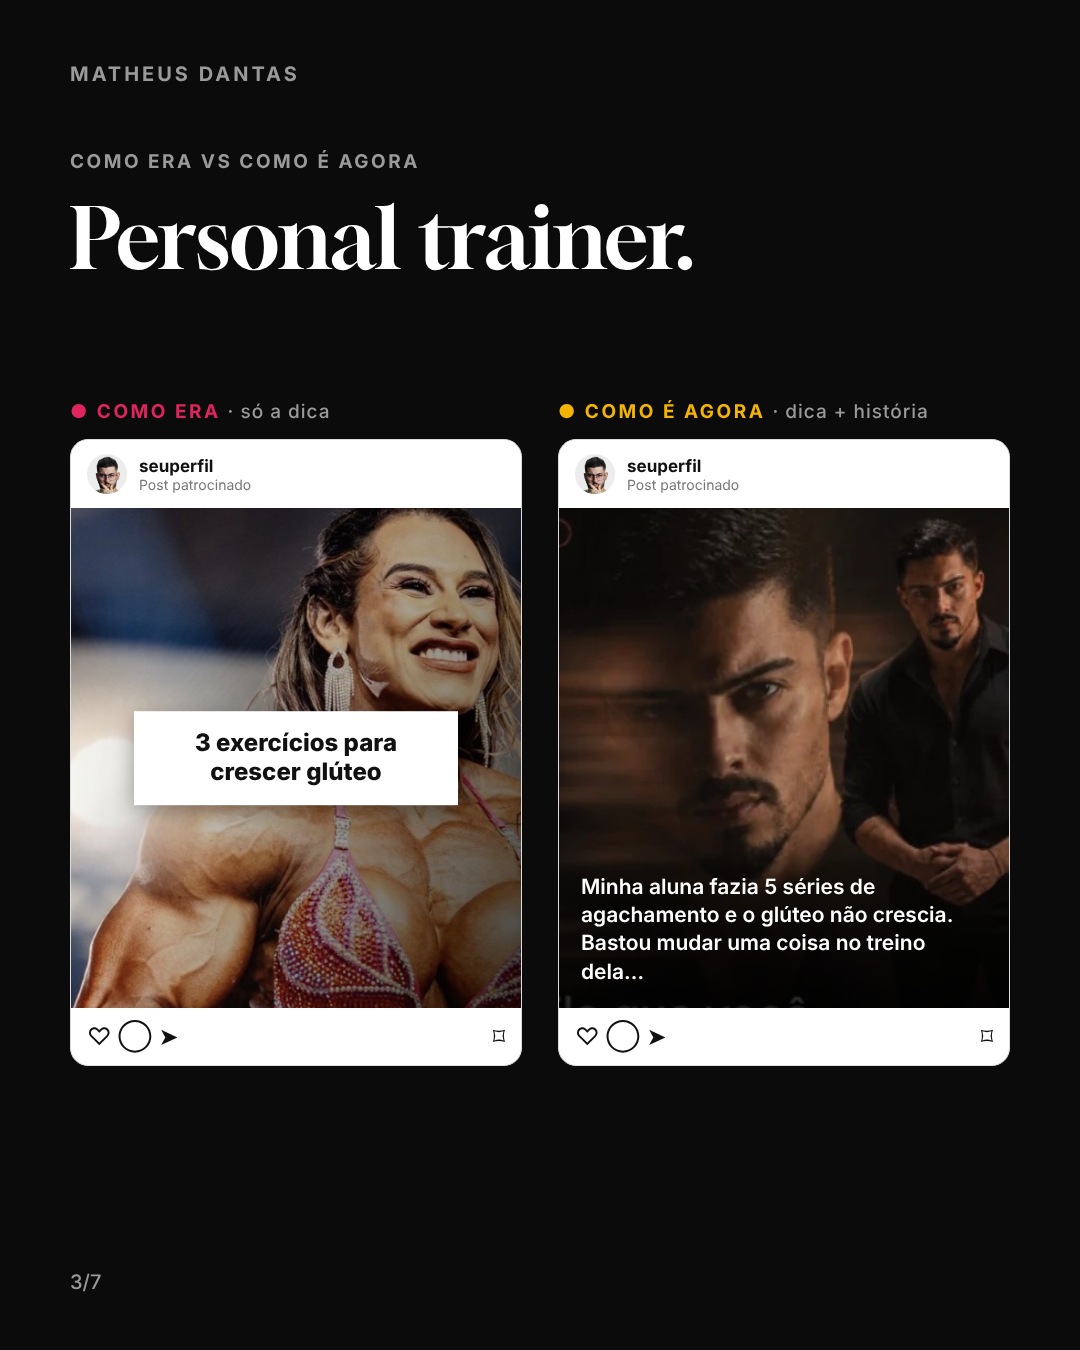 MATHEUS DANTAS
COMO ERA VS COMO É AGORA
Personal trainer.
COMO ERA · só a dica
seuperfil
Post patrocinado
3 exercícios para
crescer glúteo
COMO É AGORA · dica + história
seuperfil
Post patrocinado
Minha aluna fazia 5 séries de
agachamento e o glúteo não crescia.
Bastou mudar uma coisa no treino
dela...
3/7